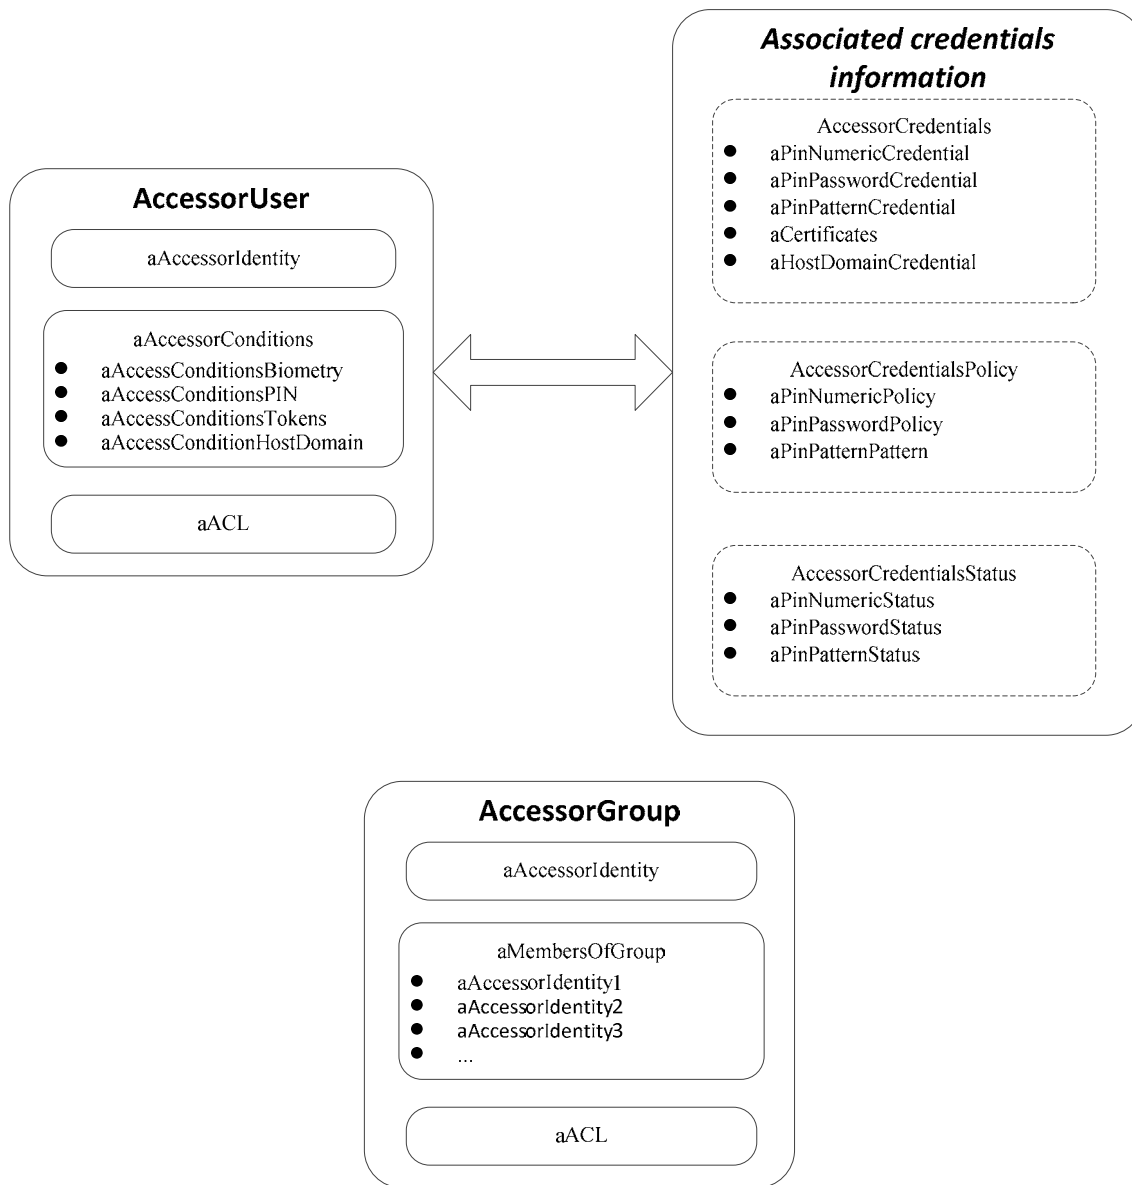 AccessorUser
aAccessorIdentity
aAccessorConditions
aAccessConditionsBiometry
aAccessConditionsPIN
aAccessConditionsTokens
aAccessConditionHostDomain
aACL
Associated credentials
information
AccessorCredentials
aPinNumericCredential
aPinPasswordCredential
aPinPatternCredential
aCertificates
aHostDomainCredential
AccessorCredentialsPolicy
aPinNumericPolicy
aPinPasswordPolicy
aPinPatternPattern
AccessorCredentialsStatus
aPinNumericStatus
aPinPasswordStatus
aPinPatternStatus
AccessorGroup
aAccessorIdentity
aMembersOfGroup
aAccessorIdentity1
aAccessorIdentity2
aAccessorIdentity3
...
aACL